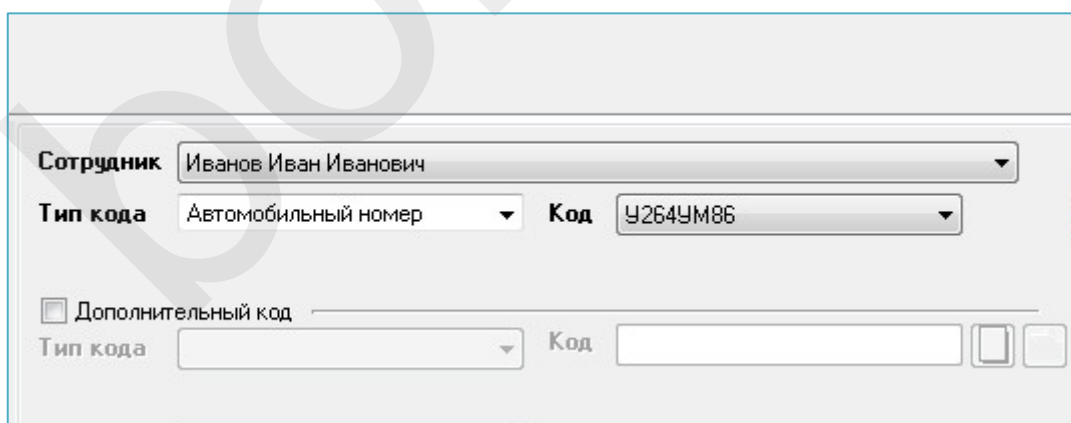 Сотрудник Иванов Иван Иванович
Тип кода Автомобильный номер Код У264УМ86
Дополнительный код
Тип кода Код